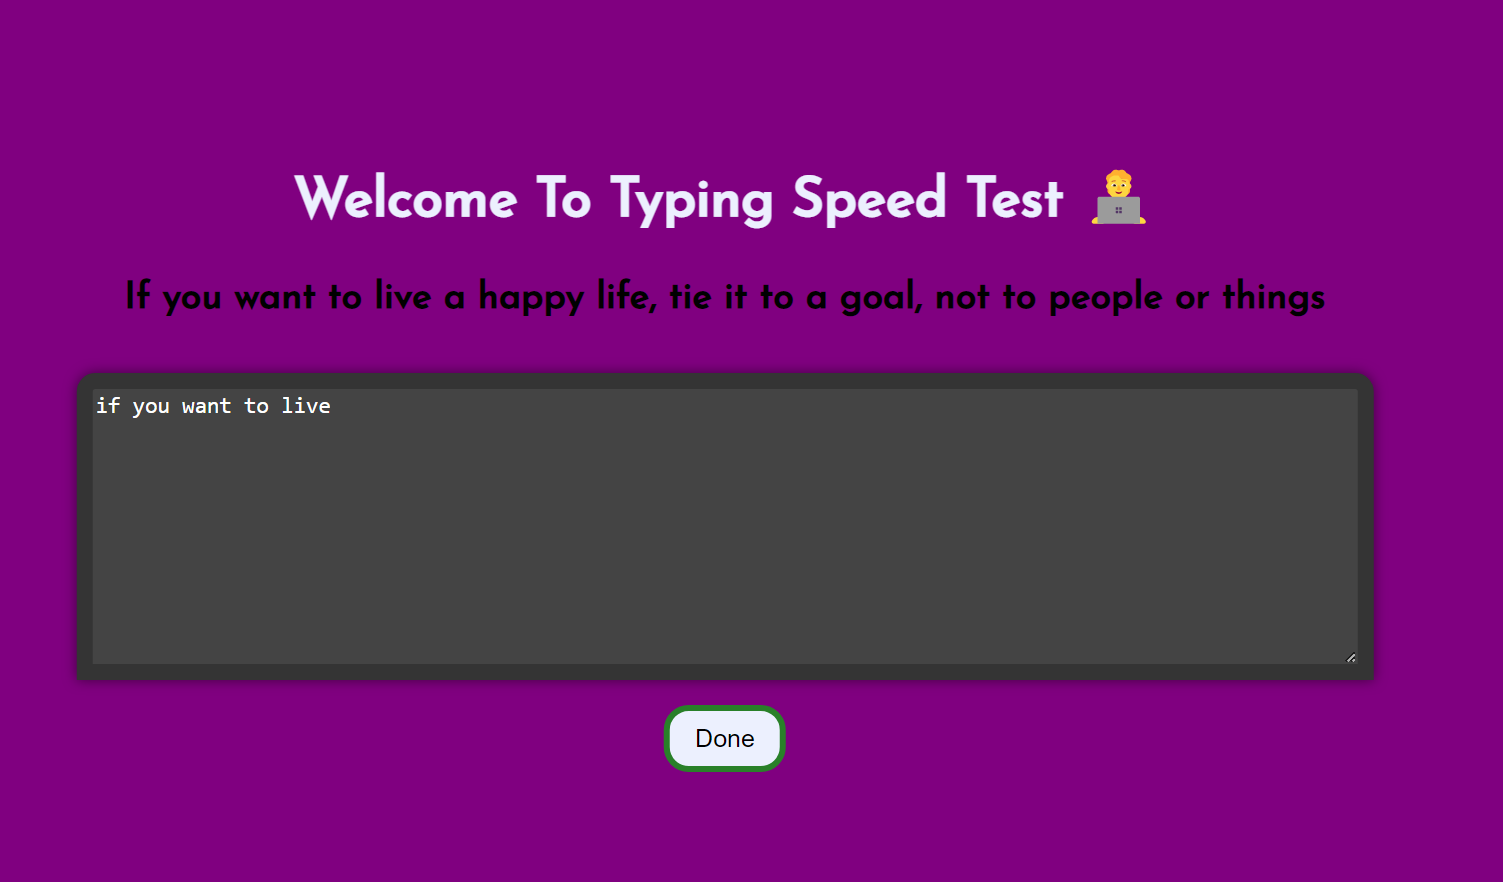 Welcome To Typing Speed Test 🧑‍💻
If you want to live a happy life, tie it to a goal, not to people or things
if you want to live
Done